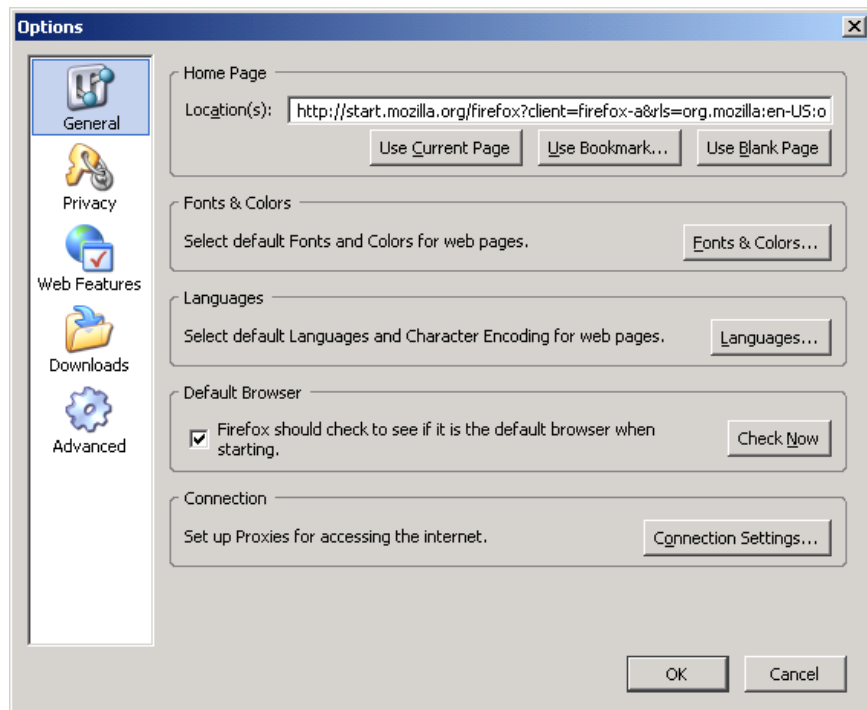 Options
General
Privacy
Web Features
Downloads
Advanced
Home Page
Location(s): http://start.mozilla.org/firefox?client=firefox-a&rls=org.mozilla:en-US:o
Use Current Page Use Bookmark... Use Blank Page
Fonts & Colors
Select default Fonts and Colors for web pages. Fonts & Colors...
Languages
Select default Languages and Character Encoding for web pages. Languages...
Default Browser
Firefox should check to see if it is the default browser when
starting.
Check Now
Connection
Set up Proxies for accessing the internet. Connection Settings...
OK Cancel